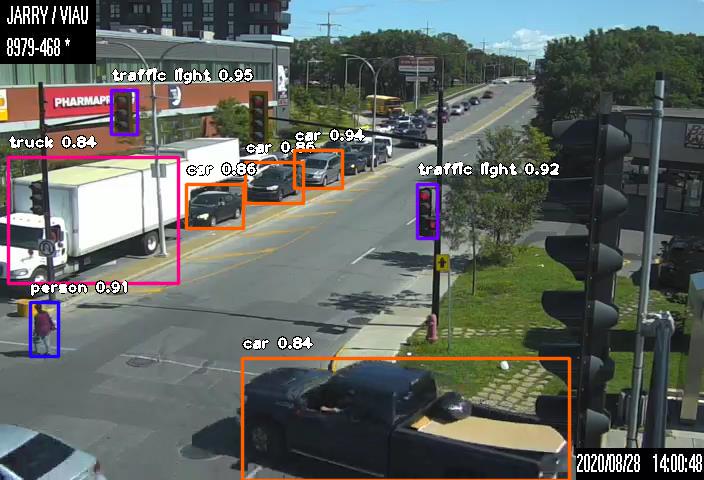 JARRY / VIAU
8979-468 *
traffic light 0.95
PHARMAPR
car 0.94
car 0.86
truck 0.84
car 0.86
traffic light 0.92
person 0.91
car 0.84
2020/08/28 14:00:48